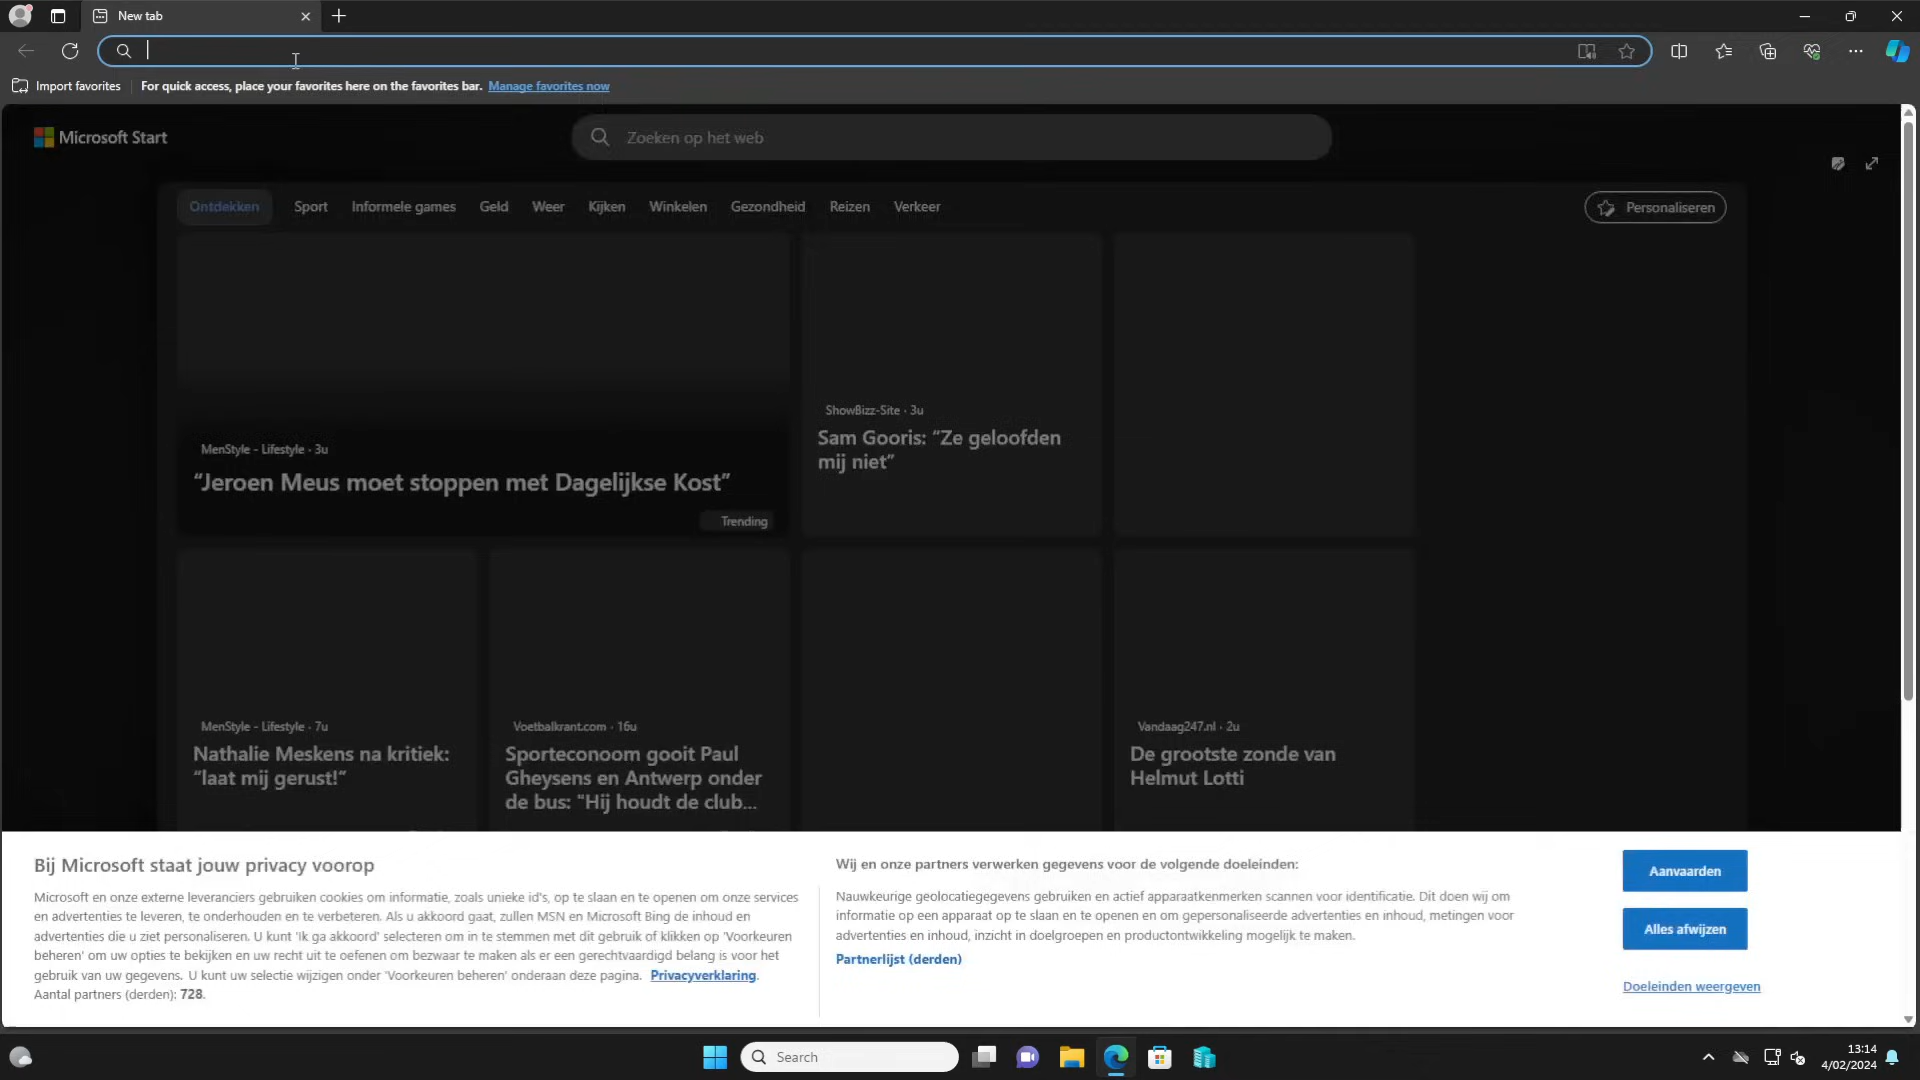 New tab
Import favorites
For quick access, place your favorites here on the favorites bar. Manage favorites now
Microsoft Start
Zoeken op het web
Ontdekken Sport Informele games Geld Weer Kijken Winkelen Gezondheid Reizen Verkeer
Personaliseren
MenStyle - Lifestyle · 3u
“Jeroen Meus moet stoppen met Dagelijkse Kost”
Trending
ShowBizz-Site · 3u
Sam Gooris: “Ze geloofden
mij niet”
MenStyle - Lifestyle · 7u
Nathalie Meskens na kritiek:
“laat mij gerust!”
Voetbalkrant.com · 16u
Sporteconoom gooit Paul
Gheysens en Antwerp onder
de bus: "Hij houdt de club...
Vandaag247.nl · 2u
De grootste zonde van
Helmut Lotti
Bij Microsoft staat jouw privacy voorop
Microsoft en onze externe leveranciers gebruiken cookies om informatie, zoals unieke id's, op te slaan en te openen om onze services
en advertenties te leveren, te onderhouden en te verbeteren. Als u akkoord gaat, zullen MSN en Microsoft Bing de inhoud en
advertenties die u ziet personaliseren. U kunt 'Ik ga akkoord' selecteren om in te stemmen met dit gebruik of klikken op 'Voorkeuren
beheren' om uw opties te bekijken en uw recht uit te oefenen om bezwaar te maken als er een gerechtvaardigd belang is voor het
gebruik van uw gegevens. U kunt uw selectie wijzigen onder 'Voorkeuren beheren' onderaan deze pagina. Privacyverklaring.
Aantal partners (derden): 728.
Wij en onze partners verwerken gegevens voor de volgende doeleinden:
Nauwkeurige geolocatiegegevens gebruiken en actief apparaatkenmerken scannen voor identificatie. Dit doen wij om
informatie op een apparaat op te slaan en te openen en om gepersonaliseerde advertenties en inhoud, metingen voor
advertenties en inhoud, inzicht in doelgroepen en productontwikkeling mogelijk te maken.
Partnerlijst (derden)
Aanvaarden
Alles afwijzen
Doeleinden weergeven
Search
13:14
4/02/2024